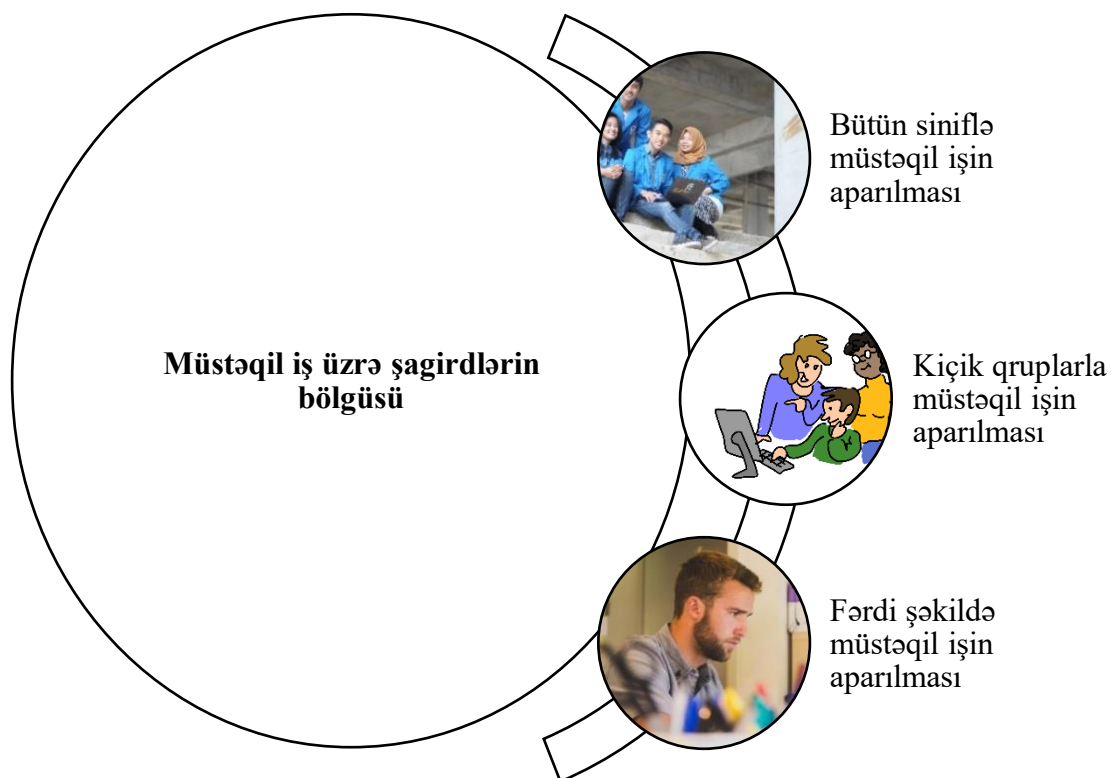 Müstəqil iş üzrə şagirdlərin
bölgüsü
Bütün siniflə
müstəqil işin
aparılması
Kiçik qruplarla
müstəqil işin
aparılması
Fərdi şəkildə
müstəqil işin
aparılması